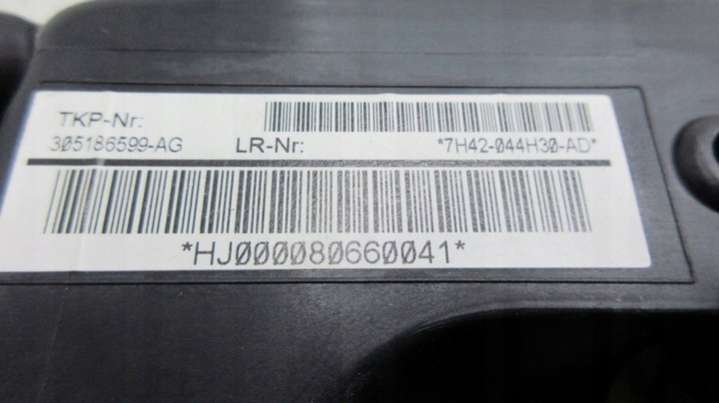 TKP-Nr:
305186599-AG LR-Nr: *7H42-044H30-AD*
*HJ000080660041*